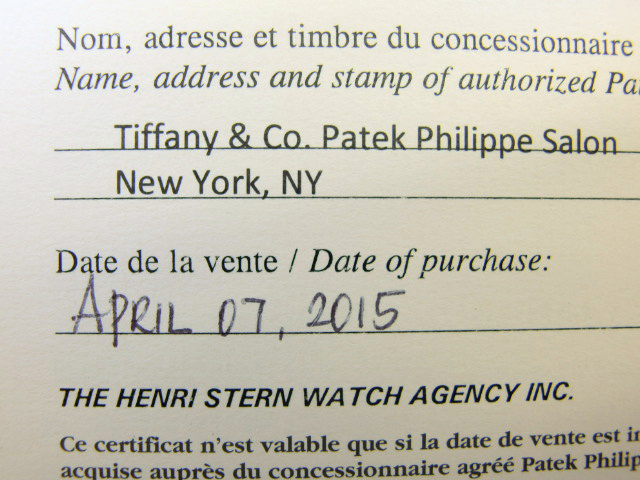 Nom, adresse et timbre du concessionnaire
Name, address and stamp of authorized
Tiffany & Co. Patek Philippe Salon
New York, NY
Date de la vente / Date of purchase:
APRIL 07, 2015
THE HENRI STERN WATCH AGENCY INC.
Ce certificat n'est valable que si la date de vente est
acquise auprès du concessionnaire agréé Patek